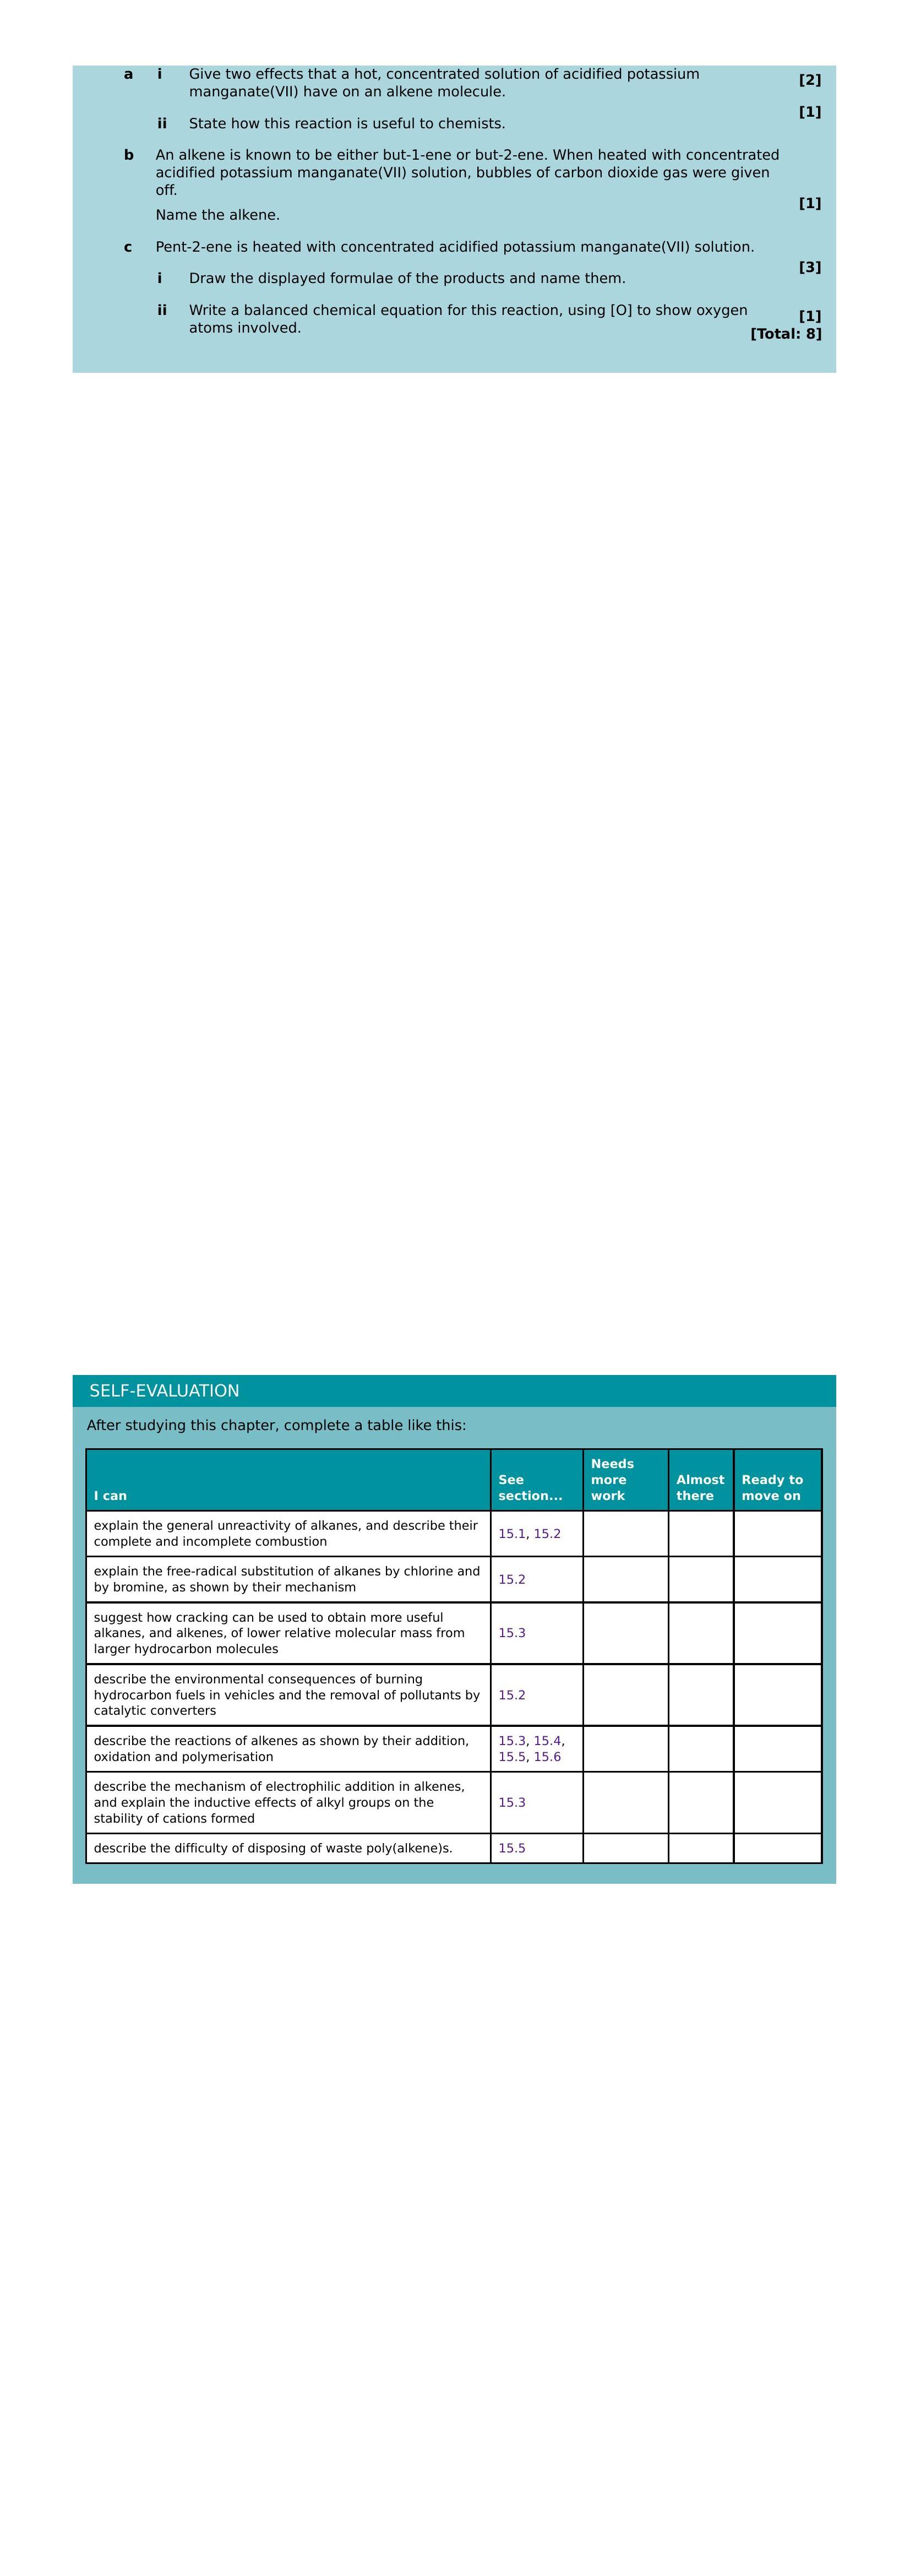 a i Give two effects that a hot, concentrated solution of acidified potassium
manganate(VII) have on an alkene molecule.
[2]
[1]
ii State how this reaction is useful to chemists.
b An alkene is known to be either but-1-ene or but-2-ene. When heated with concentrated
acidified potassium manganate(VII) solution, bubbles of carbon dioxide gas were given
off.
[1]
Name the alkene.
c Pent-2-ene is heated with concentrated acidified potassium manganate(VII) solution.
[3]
i Draw the displayed formulae of the products and name them.
ii Write a balanced chemical equation for this reaction, using [O] to show oxygen
atoms involved.
[1]
[Total: 8]
SELF-EVALUATION
After studying this chapter, complete a table like this:
I can
See
section...
Needs
more
work
Almost
there
Ready to
move on
explain the general unreactivity of alkanes, and describe their
complete and incomplete combustion
15.1, 15.2
explain the free-radical substitution of alkanes by chlorine and
by bromine, as shown by their mechanism
15.2
suggest how cracking can be used to obtain more useful
alkanes, and alkenes, of lower relative molecular mass from
larger hydrocarbon molecules
15.3
describe the environmental consequences of burning
hydrocarbon fuels in vehicles and the removal of pollutants by
catalytic converters
15.2
describe the reactions of alkenes as shown by their addition,
oxidation and polymerisation
15.3, 15.4,
15.5, 15.6
describe the mechanism of electrophilic addition in alkenes,
and explain the inductive effects of alkyl groups on the
stability of cations formed
15.3
describe the difficulty of disposing of waste poly(alkene)s.
15.5